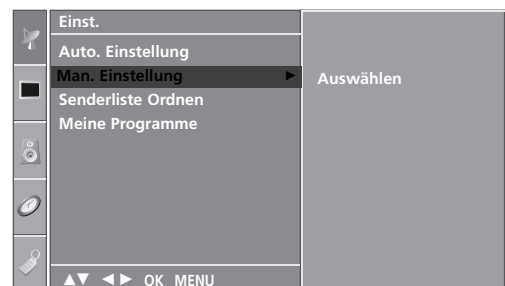 Einst.
Auto. Einstellung
Man. Einstellung ►
Auswählen
Senderliste Ordnen
Meine Programme
▲▼ ◄► OK MENU